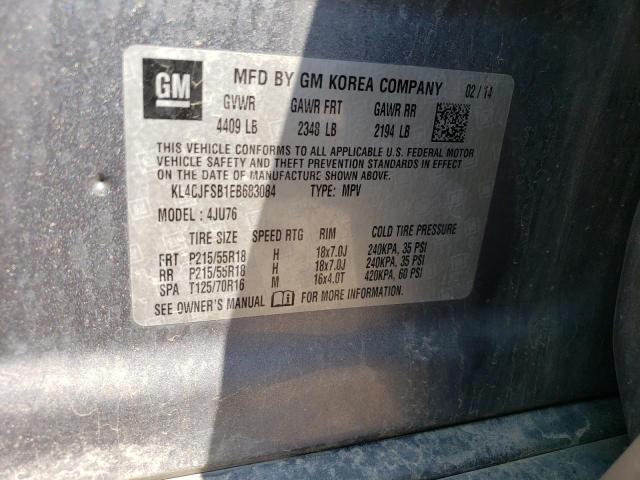 GM MFD BY GM KOREA COMPANY 02/14
GVWR GAWR FRT GAWR RR
4409 LB 2348 LB 2194 LB
THIS VEHICLE CONFORMS TO ALL APPLICABLE U.S. FEDERAL MOTOR
VEHICLE SAFETY AND THEFT PREVENTION STANDARDS IN EFFECT
ON THE DATE OF MANUFACTURE SHOWN ABOVE.
KL4CJFSB1EB683084 TYPE: MPV
MODEL: 4JU76
TIRE SIZE SPEED RTG RIM COLD TIRE PRESSURE
FRT P215/55R18 H 18x7.0J 240KPA, 35 PSI
RR P215/55R18 H 18x7.0J 240KPA, 35 PSI
SPA T125/70R16 M 16x4.0T 420KPA, 60 PSI
SEE OWNER'S MANUAL i FOR MORE INFORMATION.